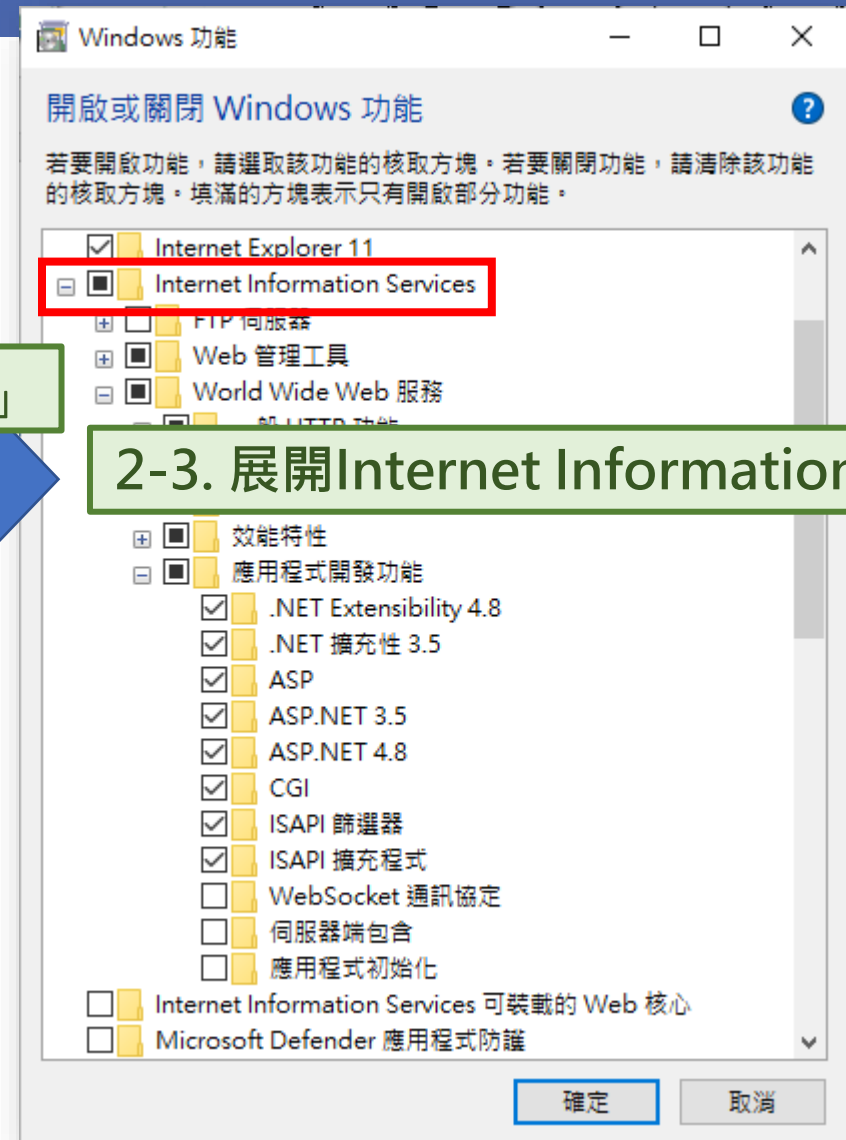 Windows 功能
開啟或關閉 Windows 功能
若要開啟功能，請選取該功能的核取方塊。若要關閉功能，請清除該功能
的核取方塊。填滿的方塊表示只有開啟部分功能。
Internet Explorer 11
Internet Information Services
FTP 伺服器
Web 管理工具
World Wide Web 服務
」
一般 HTTP 功能
2-3. 展開Internet Information
效能特性
應用程式開發功能
.NET Extensibility 4.8
.NET 擴充性 3.5
ASP
ASP.NET 3.5
ASP.NET 4.8
CGI
ISAPI 篩選器
ISAPI 擴充程式
WebSocket 通訊協定
伺服器端包含
應用程式初始化
Internet Information Services 可裝載的 Web 核心
Microsoft Defender 應用程式防護
確定
取消